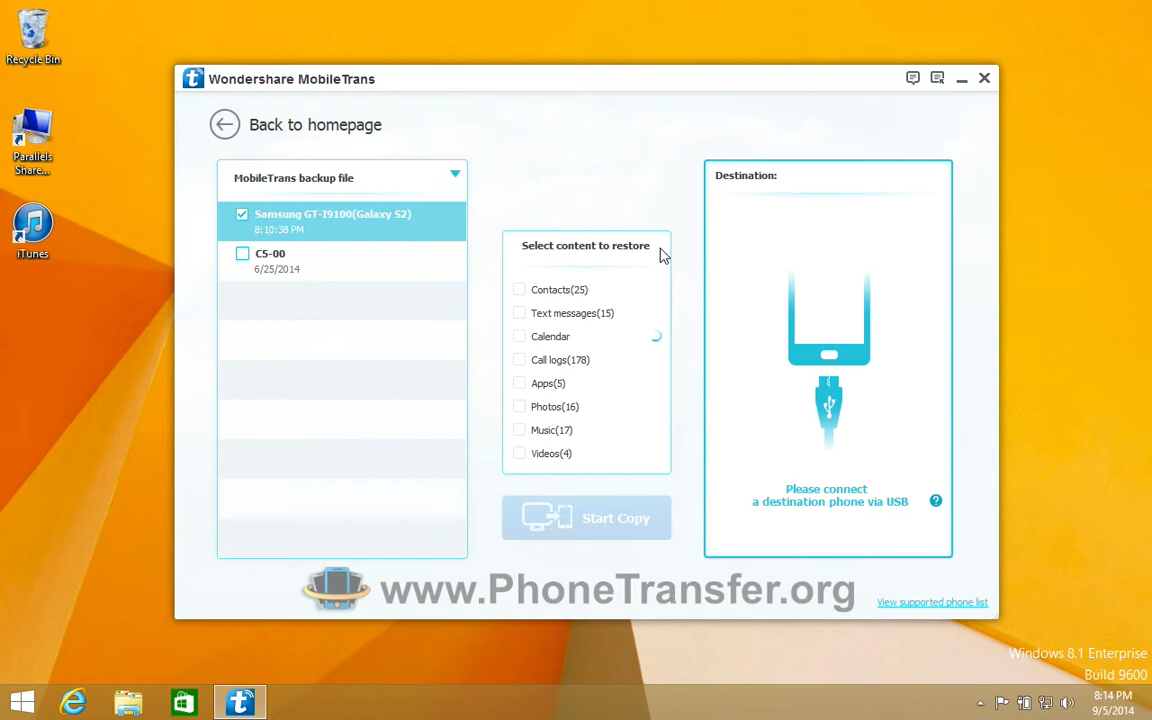 Recycle Bin
Parallels
Share...
iTunes
Wondershare MobileTrans
Back to homepage
MobileTrans backup file
Samsung GT-I9100(Galaxy S2)
8:10:38 PM
C5-00
6/25/2014
Select content to restore
Contacts(25)
Text messages(15)
Calendar
Call logs(178)
Apps(5)
Photos(16)
Music(17)
Videos(4)
Start Copy
Destination:
Please connect
a destination phone via USB
?
www.PhoneTransfer.org
View supported phone list
Windows 8.1 Enterprise
Build 9600
8:14 PM
9/5/2014